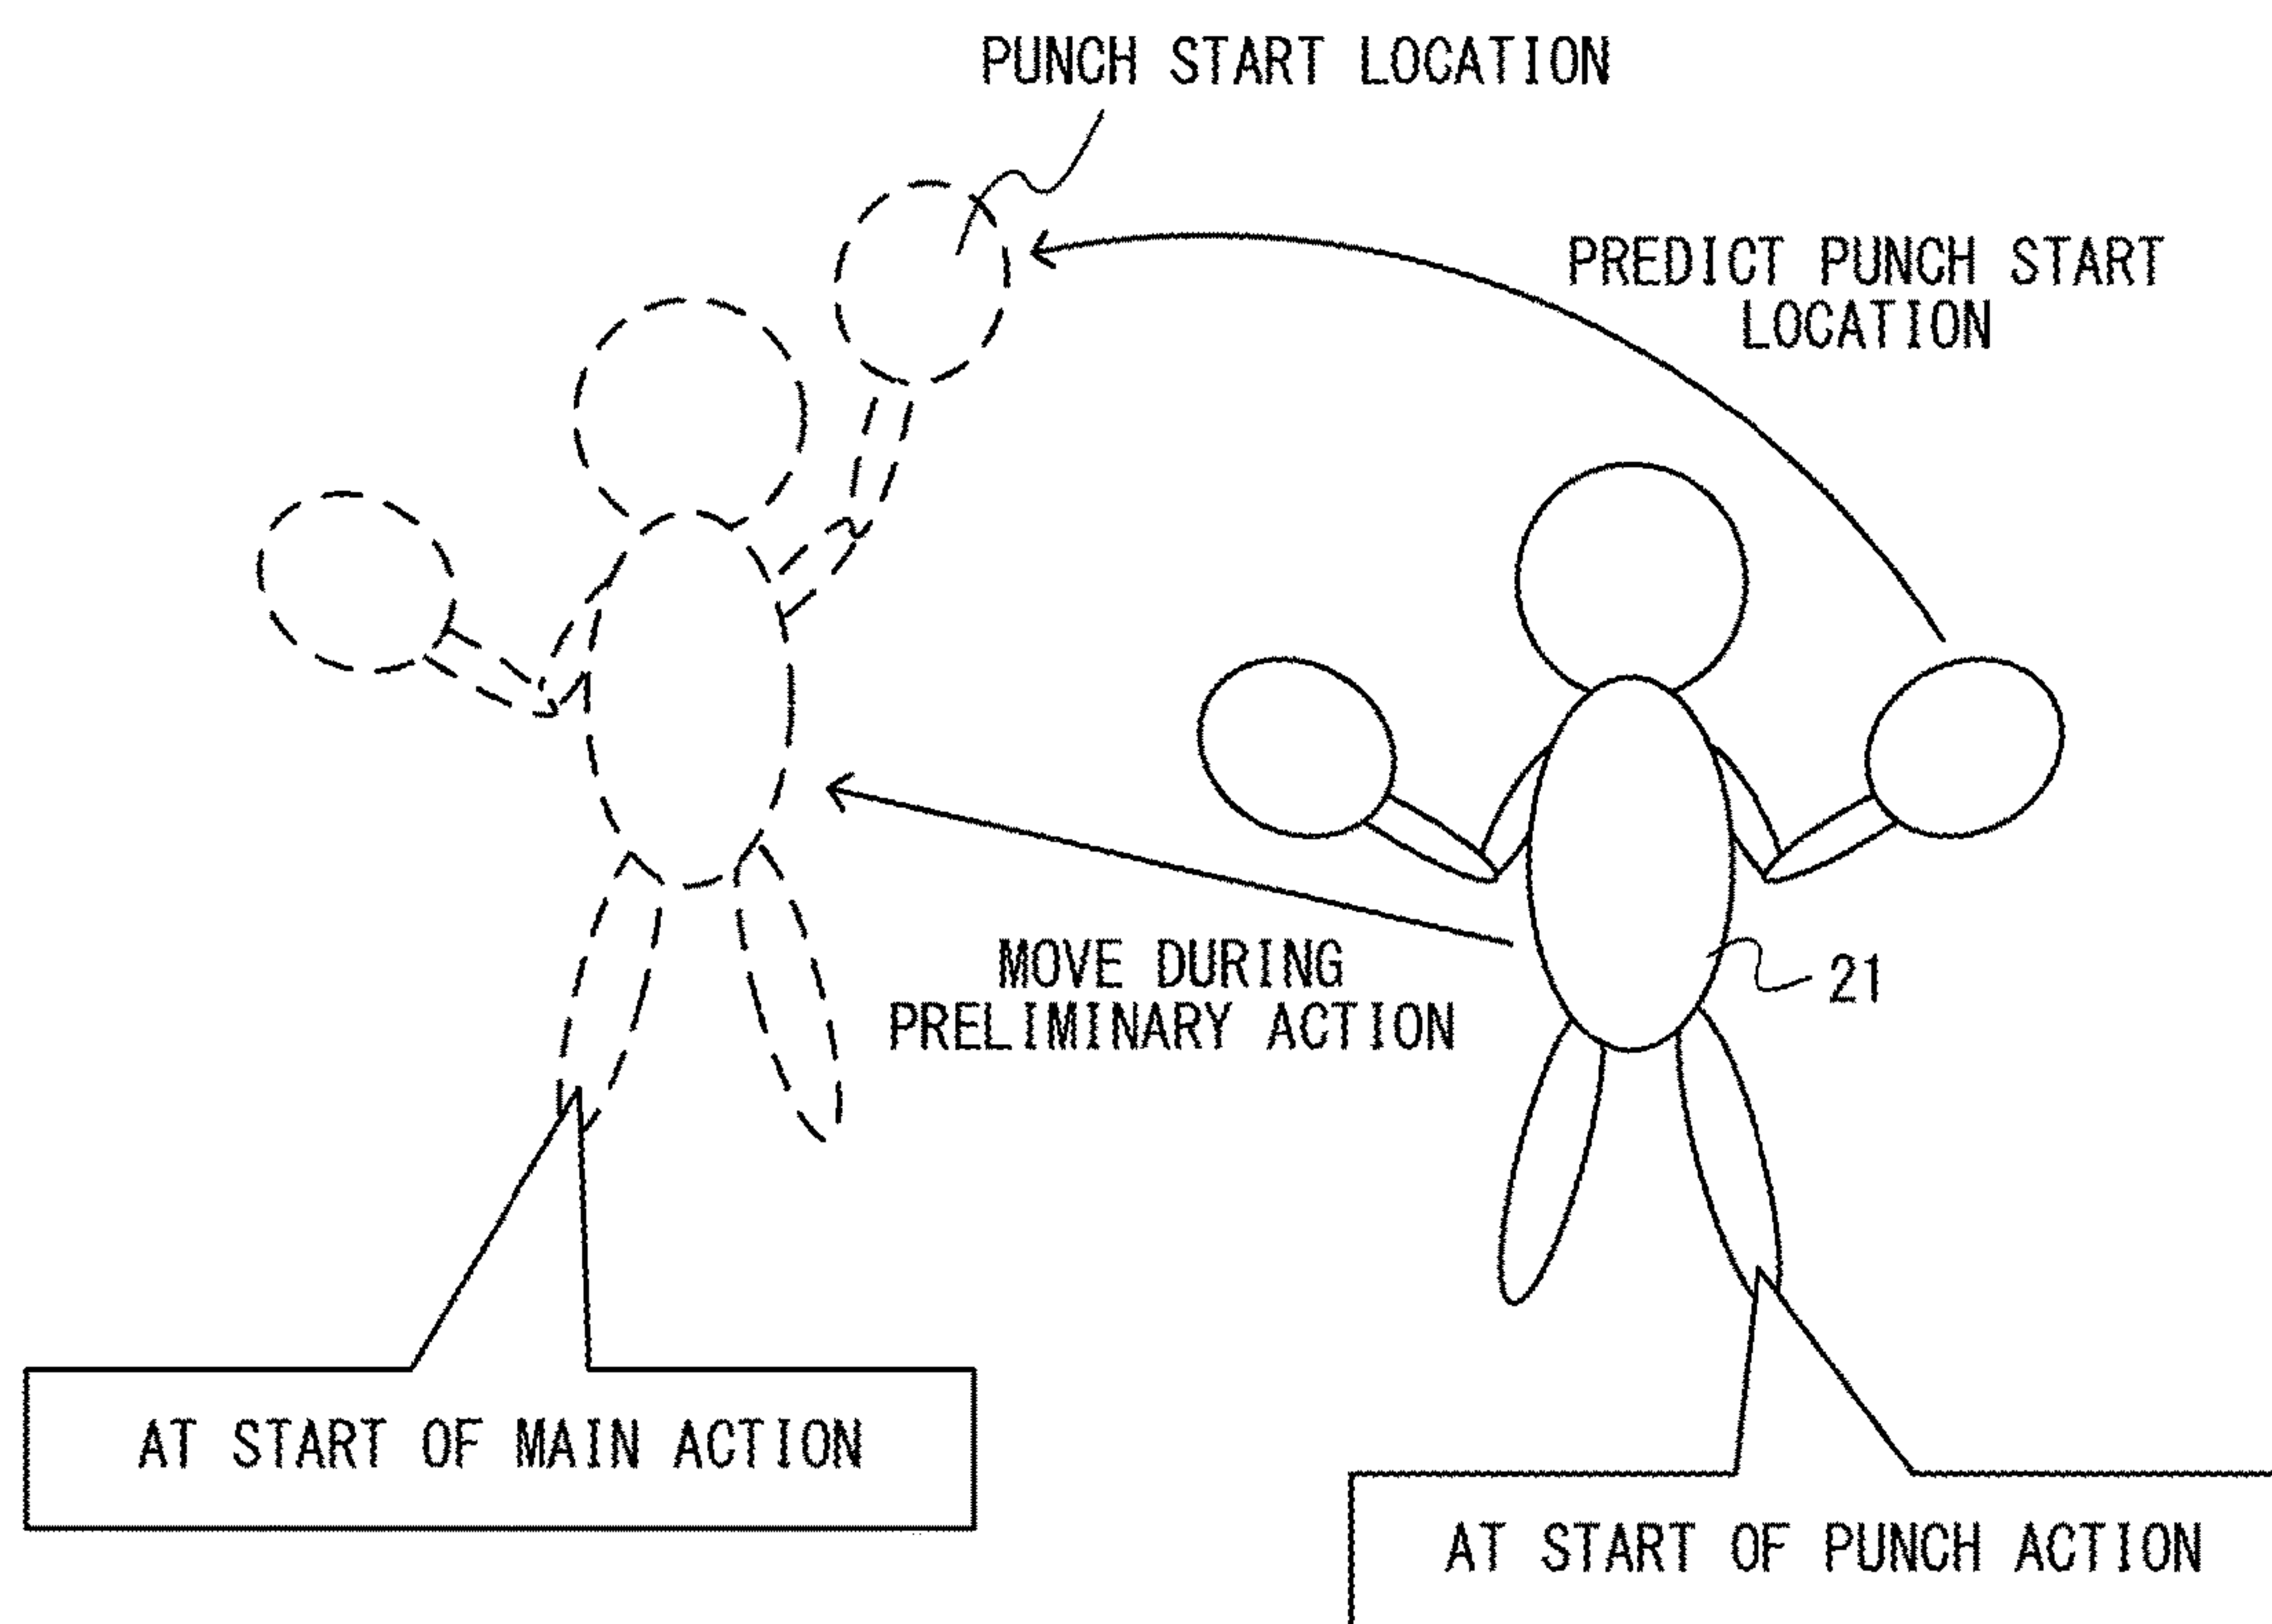 PUNCH START LOCATION
PREDICT PUNCH START
LOCATION
MOVE DURING
PRELIMINARY ACTION
21
AT START OF MAIN ACTION
AT START OF PUNCH ACTION